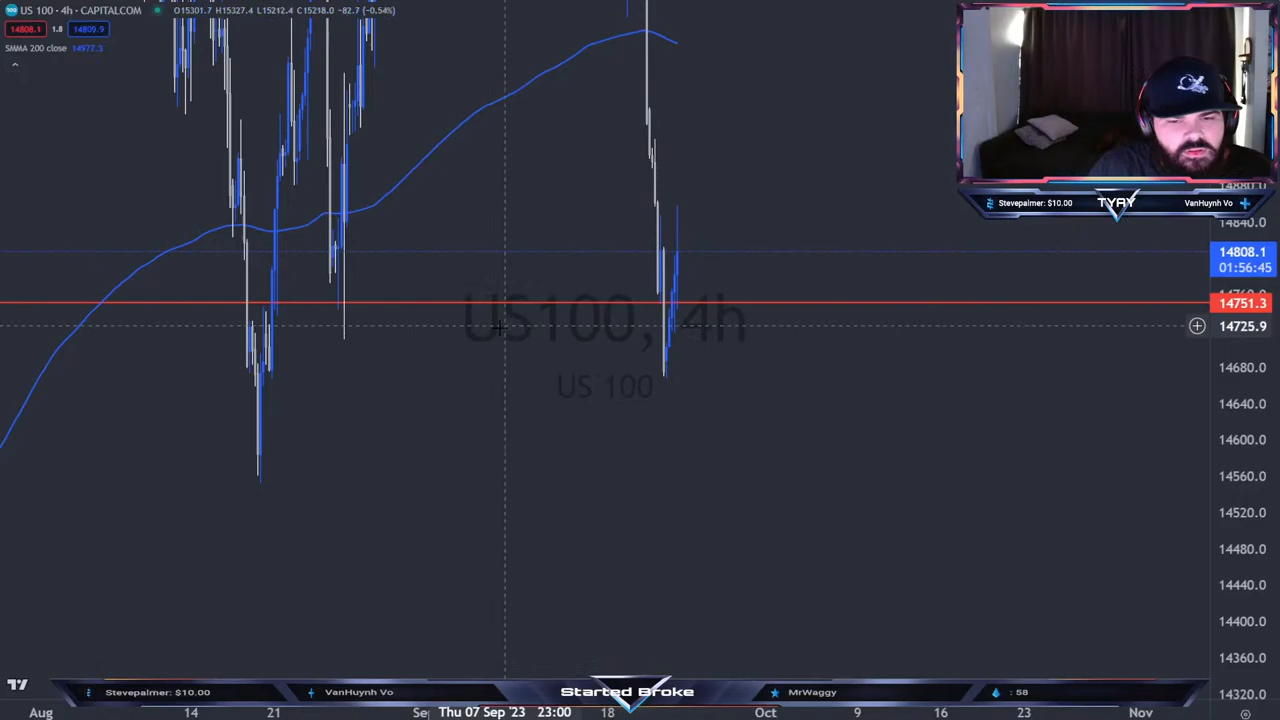 US 100 · 4h · CAPITALCOM O15301.7 H15327.4 L15212.4 C15218.0 −82.7 (−0.54%)
14808.1 1.8 14809.9
SMMA 200 close 14977.3
Stevepalmer: $10.00 TYAY VanHuynh Vo
14840.0
14808.1
01:56:45
14751.3
14725.9
14680.0
14640.0
14600.0
14560.0
14520.0
14480.0
14440.0
14400.0
14360.0
14320.0
US100, 4h
US 100
Stevepalmer: $10.00 VanHuynh Vo Started Broke MrWaggy : 58
Aug 14 21 Thu 07 Sep '23 23:00 18 Oct 9 16 23 Nov